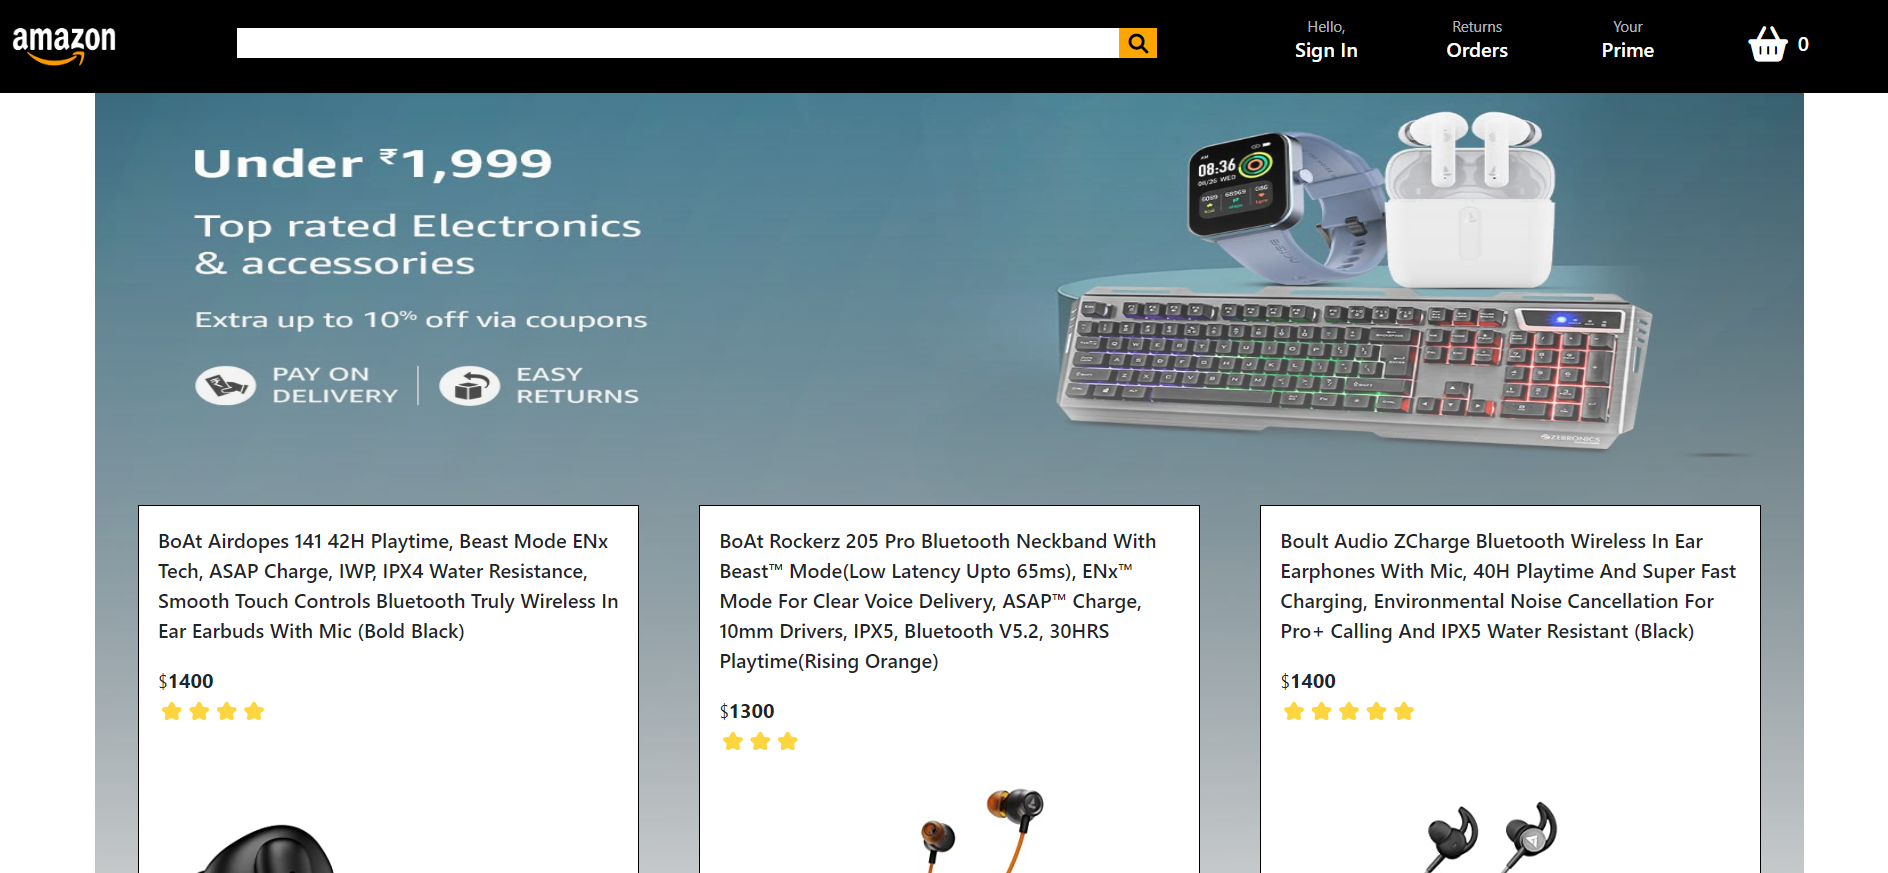 amazon
Hello,
Sign In
Returns
Orders
Your
Prime
0
Under ₹1,999
Top rated Electronics
& accessories
Extra up to 10% off via coupons
PAY ON
DELIVERY
EASY
RETURNS
08:36
ZEBRONICS
BoAt Airdopes 141 42H Playtime, Beast Mode ENx
Tech, ASAP Charge, IWP, IPX4 Water Resistance,
Smooth Touch Controls Bluetooth Truly Wireless In
Ear Earbuds With Mic (Bold Black)
$1400
BoAt Rockerz 205 Pro Bluetooth Neckband With
Beast™ Mode(Low Latency Upto 65ms), ENx™
Mode For Clear Voice Delivery, ASAP™ Charge,
10mm Drivers, IPX5, Bluetooth V5.2, 30HRS
Playtime(Rising Orange)
$1300
Boult Audio ZCharge Bluetooth Wireless In Ear
Earphones With Mic, 40H Playtime And Super Fast
Charging, Environmental Noise Cancellation For
Pro+ Calling And IPX5 Water Resistant (Black)
$1400